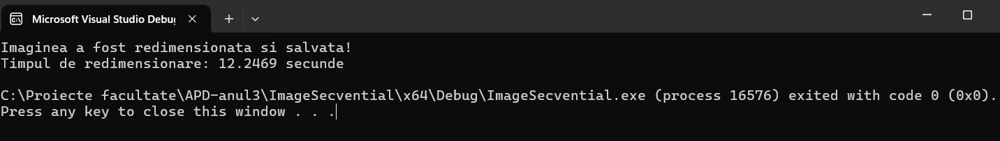 Microsoft Visual Studio Debu
Imaginea a fost redimensionata si salvata!
Timpul de redimensionare: 12.2469 secunde
C:\Proiecte facultate\APD-anul3\ImageSecvential\x64\Debug\ImageSecvential.exe (process 16576) exited with code 0 (0x0).
Press any key to close this window . . .